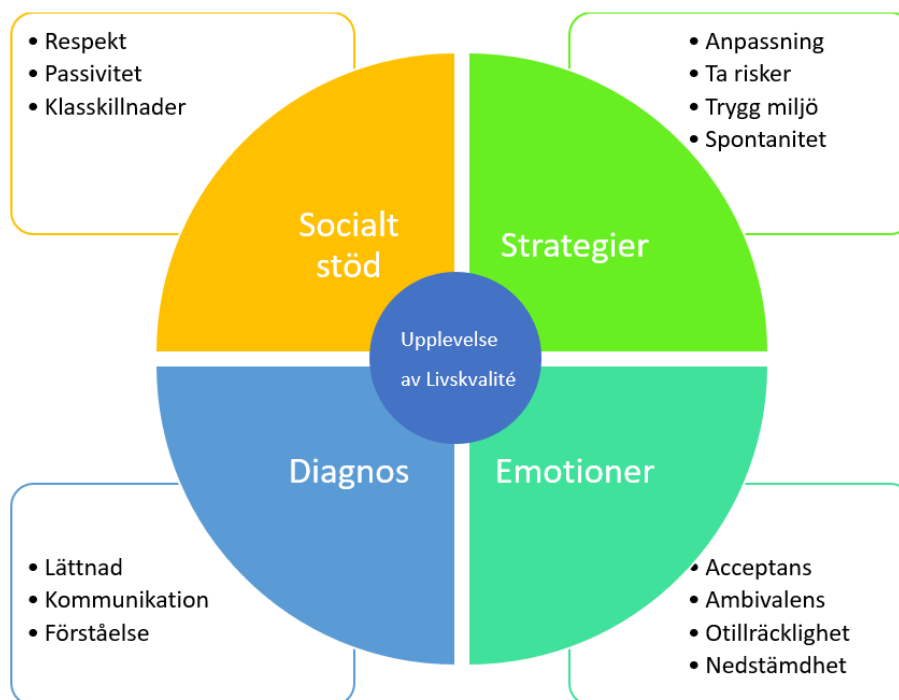 • Respekt
• Passivitet
• Klasskillnader
• Anpassning
• Ta risker
• Trygg miljö
• Spontanitet
Socialt
stöd
Strategier
Upplevelse
av Livskvalité
Diagnos
Emotioner
• Lättnad
• Kommunikation
• Förståelse
• Acceptans
• Ambivalens
• Otillräcklighet
• Nedstämdhet